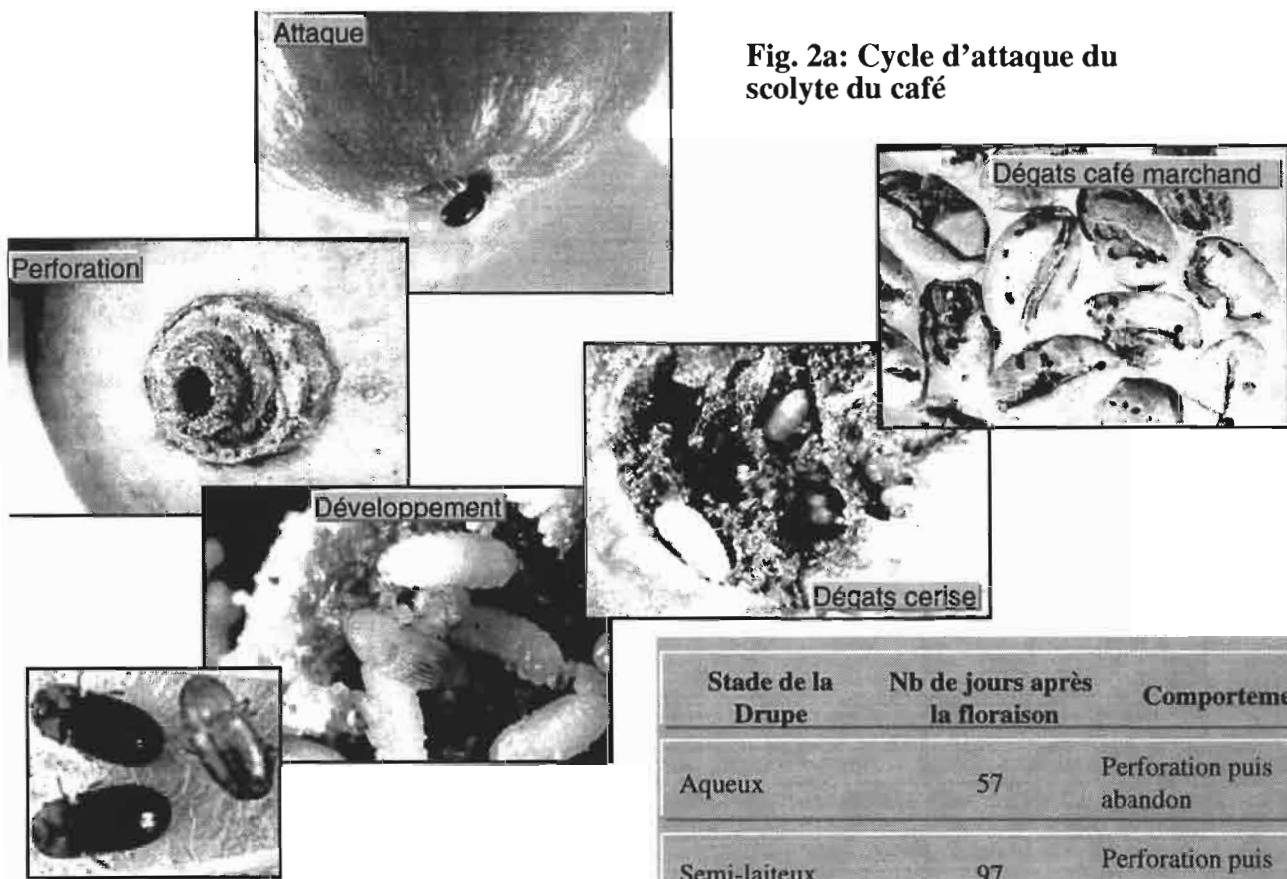 Attaque
Fig. 2a: Cycle d'attaque du
scolyte du café
Dégats café marchand
Perforation
Développement
Dégats cerise
Stade de la Drupe
Nb de jours après la floraison
Aqueux
57
Perforation puis
abandon
Semi-laiteux
97
Perforation puis